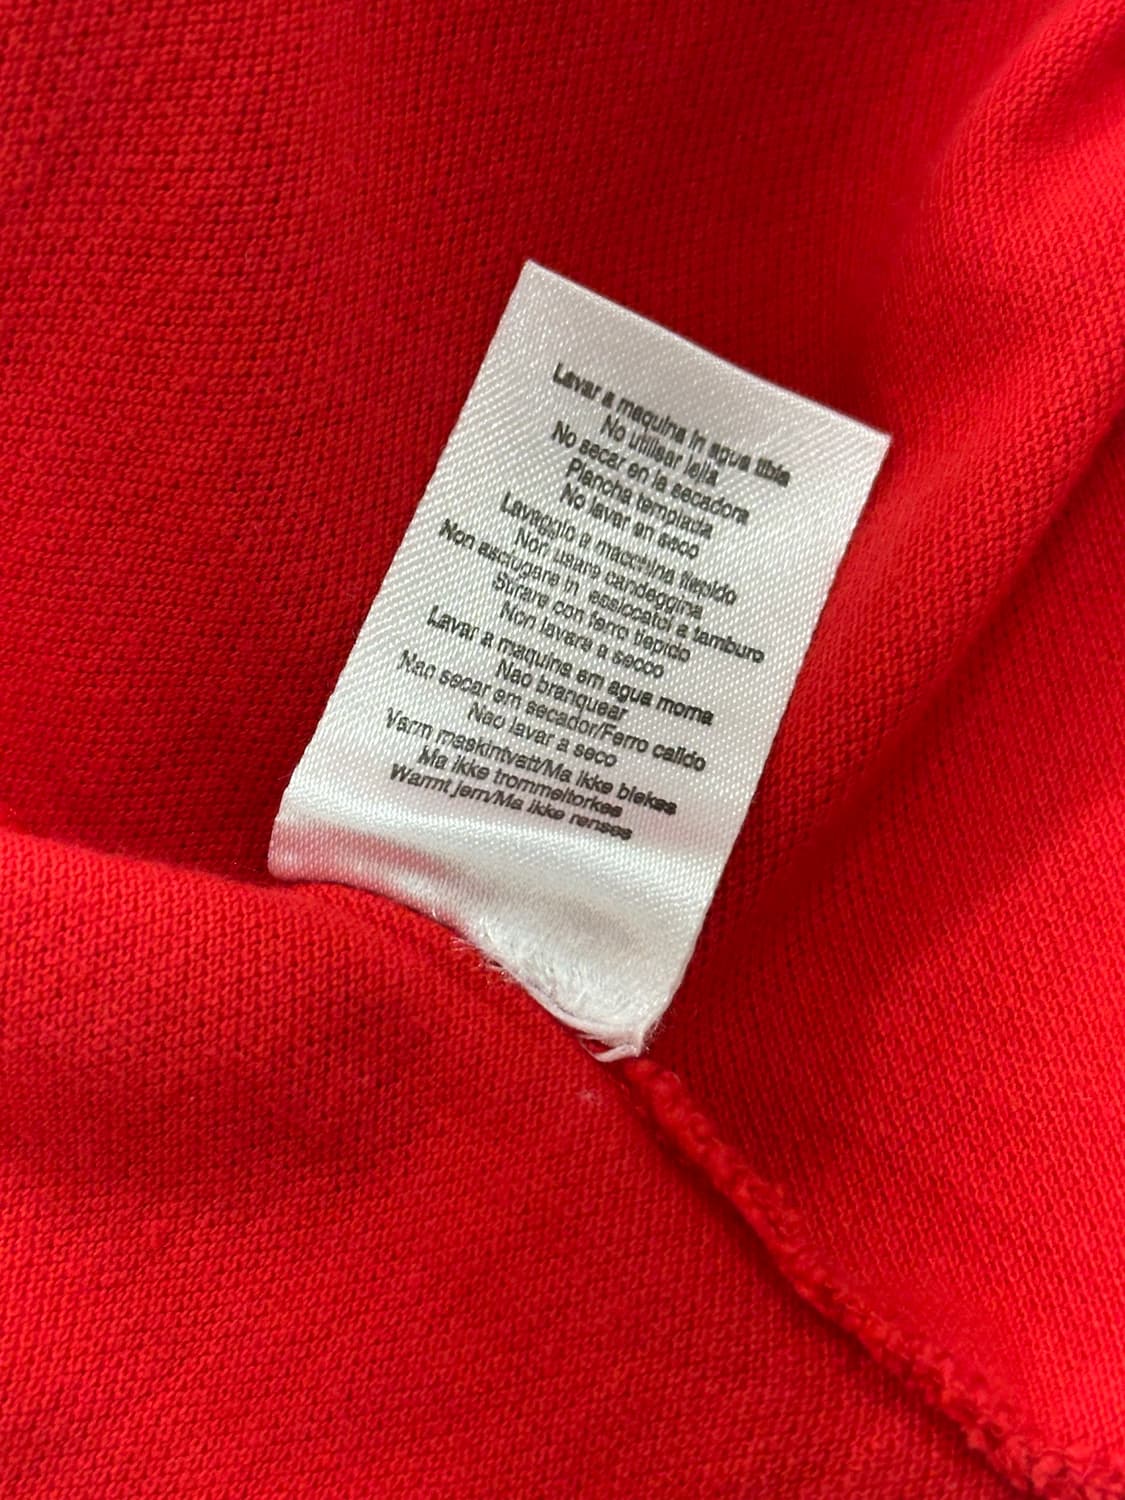 Lavar a maquina in agua tibia
No utilisar lejia
No secar en la secadora
Plancha templada
No lavar en seco
Lavaggio a macchina tiepido
Non usare candeggina
Non asciugare in essiccatoi a tamburo
Stirare con ferro tiepido
Non lavare a secco
Lavar a maquina em agua morna
Nao branquear
Nao secar em secador/Ferro calido
Nao lavar a seco
Varm maskintvatt/Ma ikke blekes
Ma ikke trommeltorkes
Warmt jern/Ma ikke renses